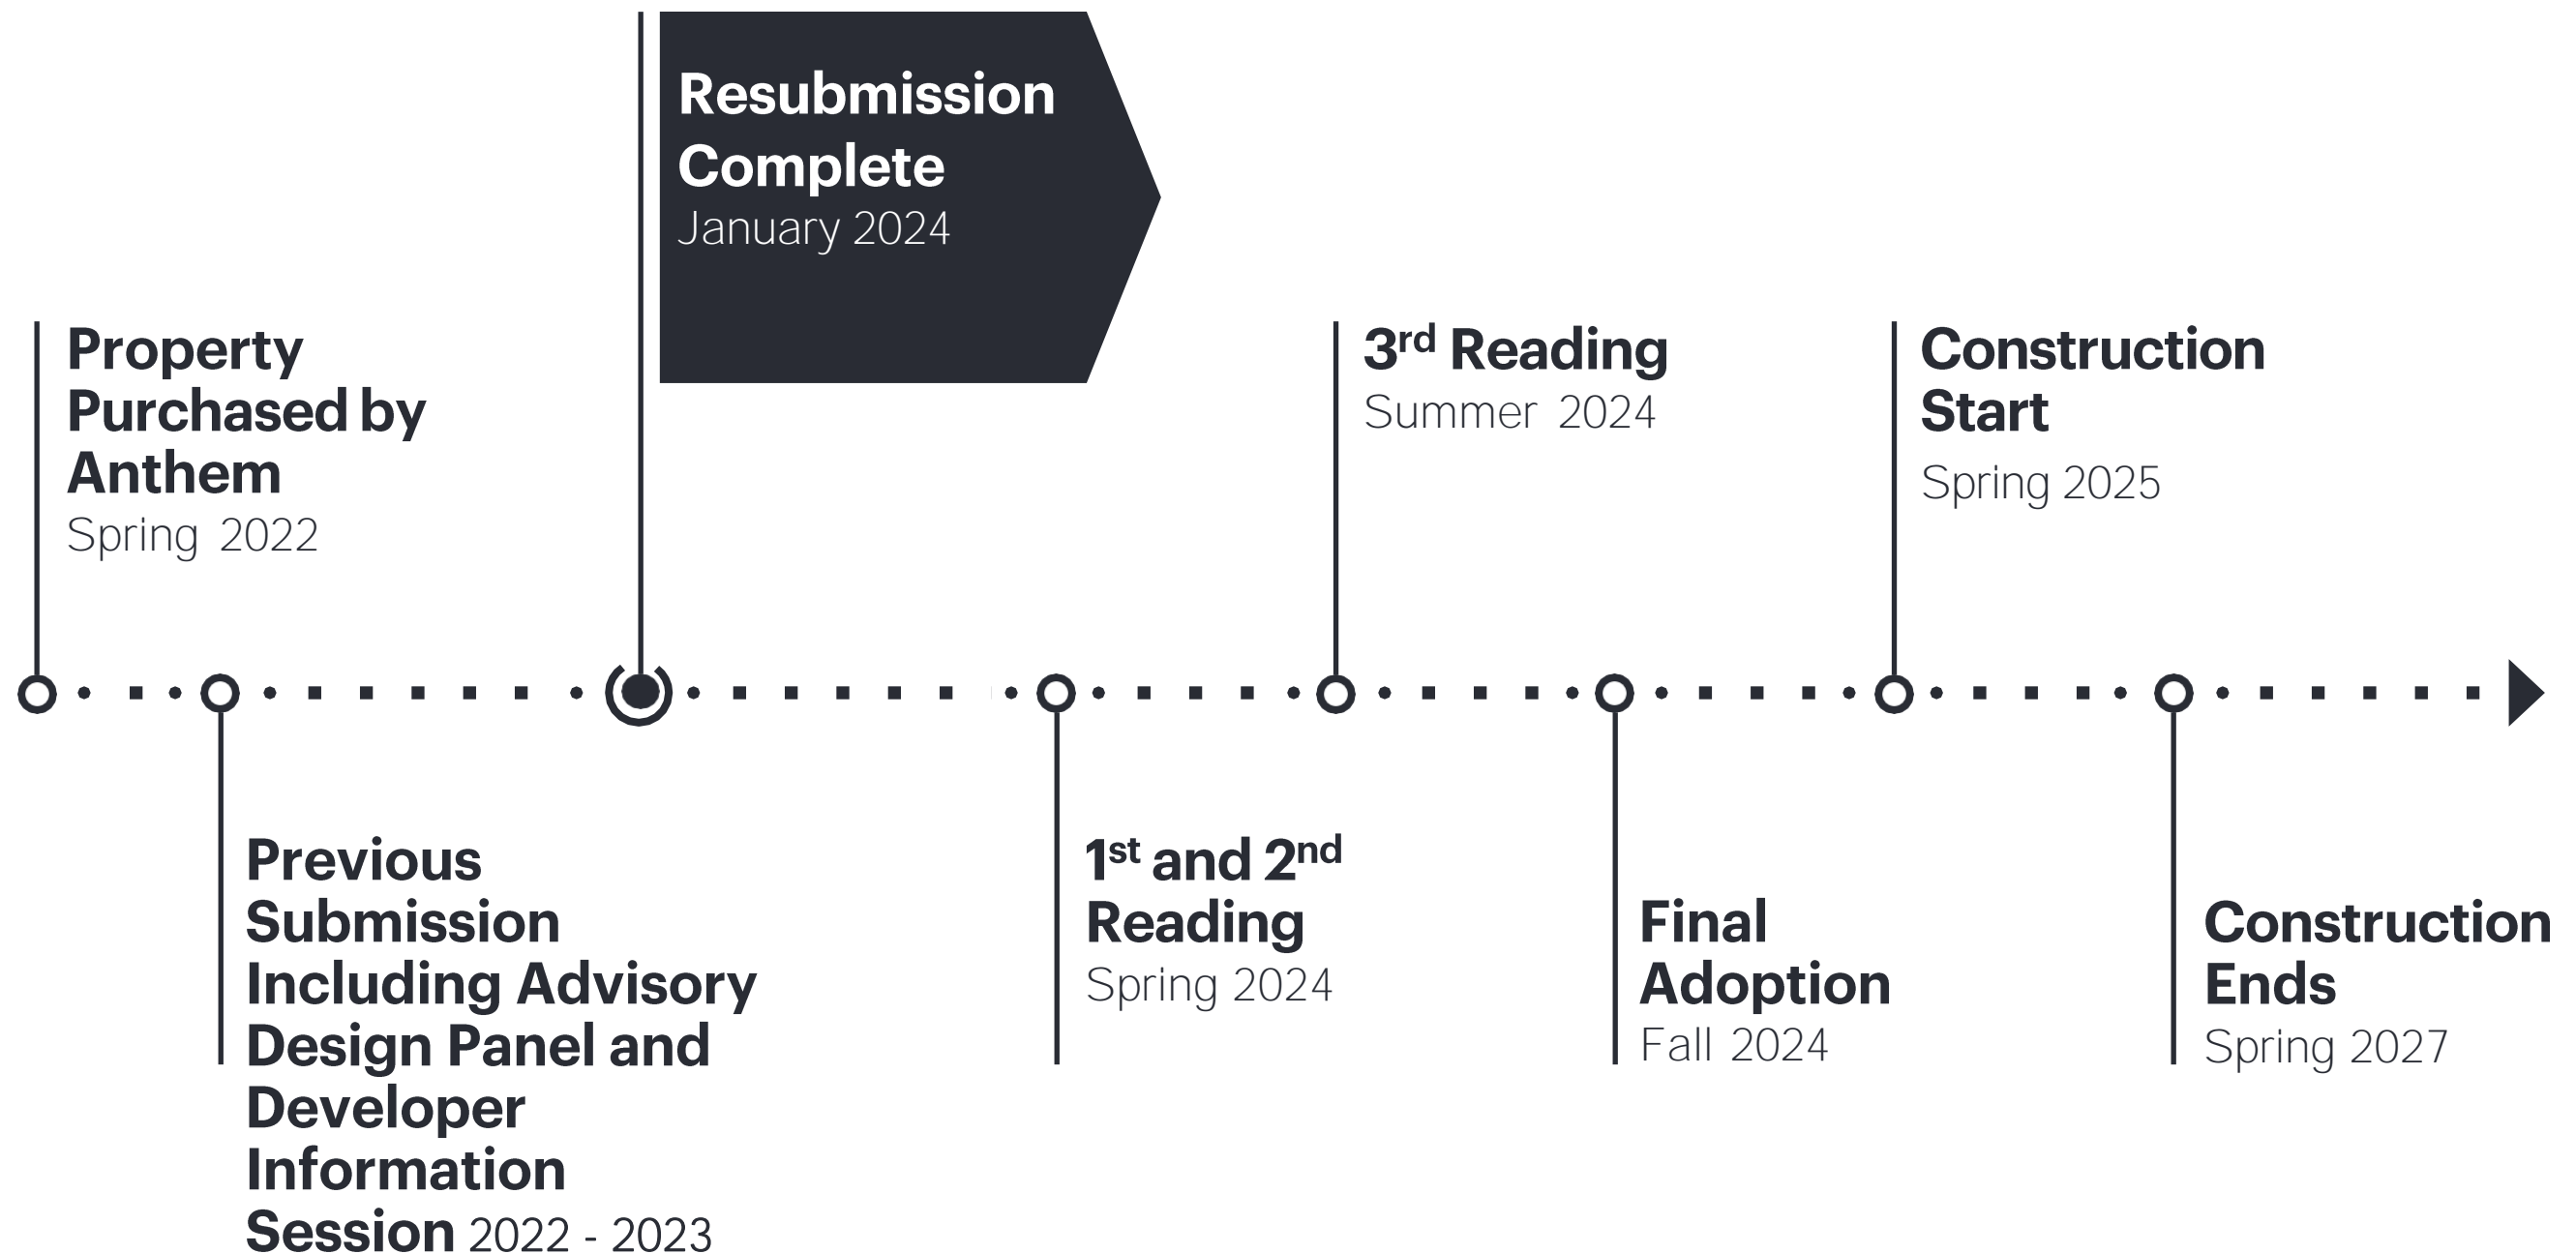 Resubmission
Complete
January 2024
Property
Purchased by
Anthem
Spring 2022
3rd Reading
Summer 2024
Construction
Start
Spring 2025
Previous
Submission
Including Advisory
Design Panel and
Developer
Information
Session 2022 - 2023
1st and 2nd
Reading
Spring 2024
Final
Adoption
Fall 2024
Construction
Ends
Spring 2027